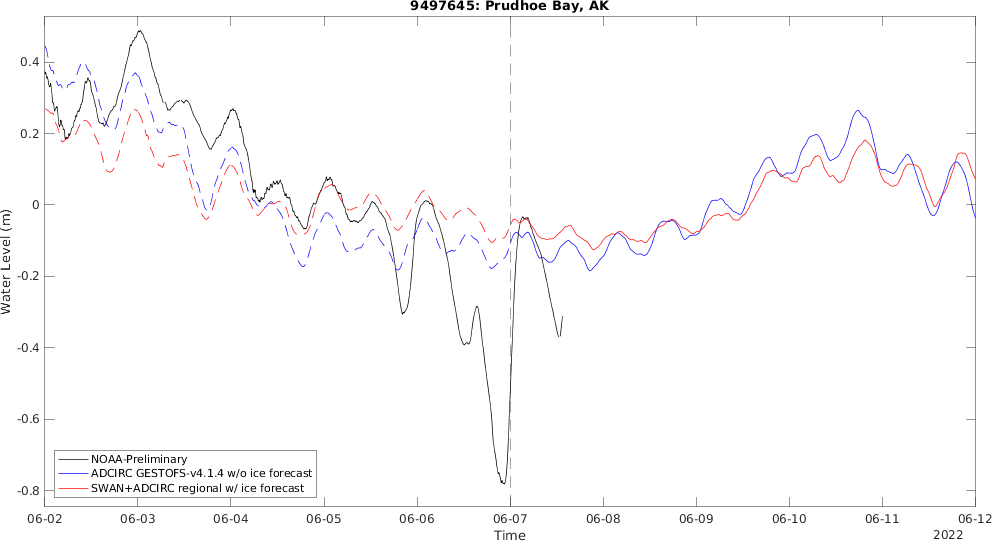 9497645: Prudhoe Bay, AK
Water Level (m)
0.4
0.2
0
-0.2
-0.4
-0.6
-0.8
NOAA-Preliminary
ADCIRC GESTOFS-v4.1.4 w/o ice forecast
SWAN+ADCIRC regional w/ ice forecast
06-02 06-03 06-04 06-05 06-06 06-07 06-08 06-09 06-10 06-11 06-12
Time
2022